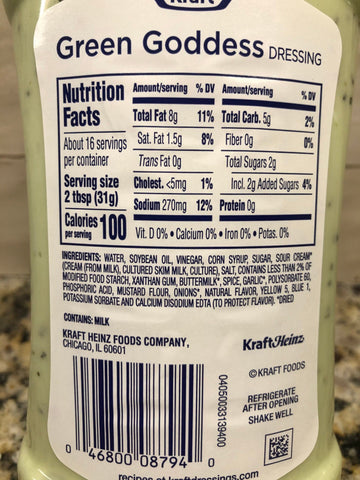 Kraft
Green Goddess DRESSING
Nutrition Facts
About 16 servings
per container
Serving size
2 tbsp (31g)
Calories 100
per serving
Amount/serving % DV
Total Fat 8g 11%
Sat. Fat 1.5g 8%
Trans Fat 0g
Cholest. <5mg 1%
Sodium 270mg 12%
Amount/serving % DV
Total Carb. 5g 2%
Fiber 0g 0%
Total Sugars 2g
Incl. 2g Added Sugars 4%
Protein 0g
Vit. D 0% • Calcium 0% • Iron 0% • Potas. 0%
INGREDIENTS: WATER, SOYBEAN OIL, VINEGAR, CORN SYRUP, SUGAR, SOUR CREAM*
(CREAM (FROM MILK), CULTURED SKIM MILK, CULTURE), SALT, CONTAINS LESS THAN 2% OF
MODIFIED FOOD STARCH, XANTHAN GUM, BUTTERMILK*, SPICE, GARLIC*, POLYSORBATE 60,
PHOSPHORIC ACID, MUSTARD FLOUR, ONIONS*, NATURAL FLAVOR, YELLOW 5, BLUE 1,
POTASSIUM SORBATE AND CALCIUM DISODIUM EDTA (TO PROTECT FLAVOR). *DRIED
CONTAINS: MILK
KRAFT HEINZ FOODS COMPANY,
CHICAGO, IL 60601
KraftHeinz
© KRAFT FOODS
REFRIGERATE
AFTER OPENING
SHAKE WELL
0405003139400
0 46800 08794 0
recipes at kraftdressings.com